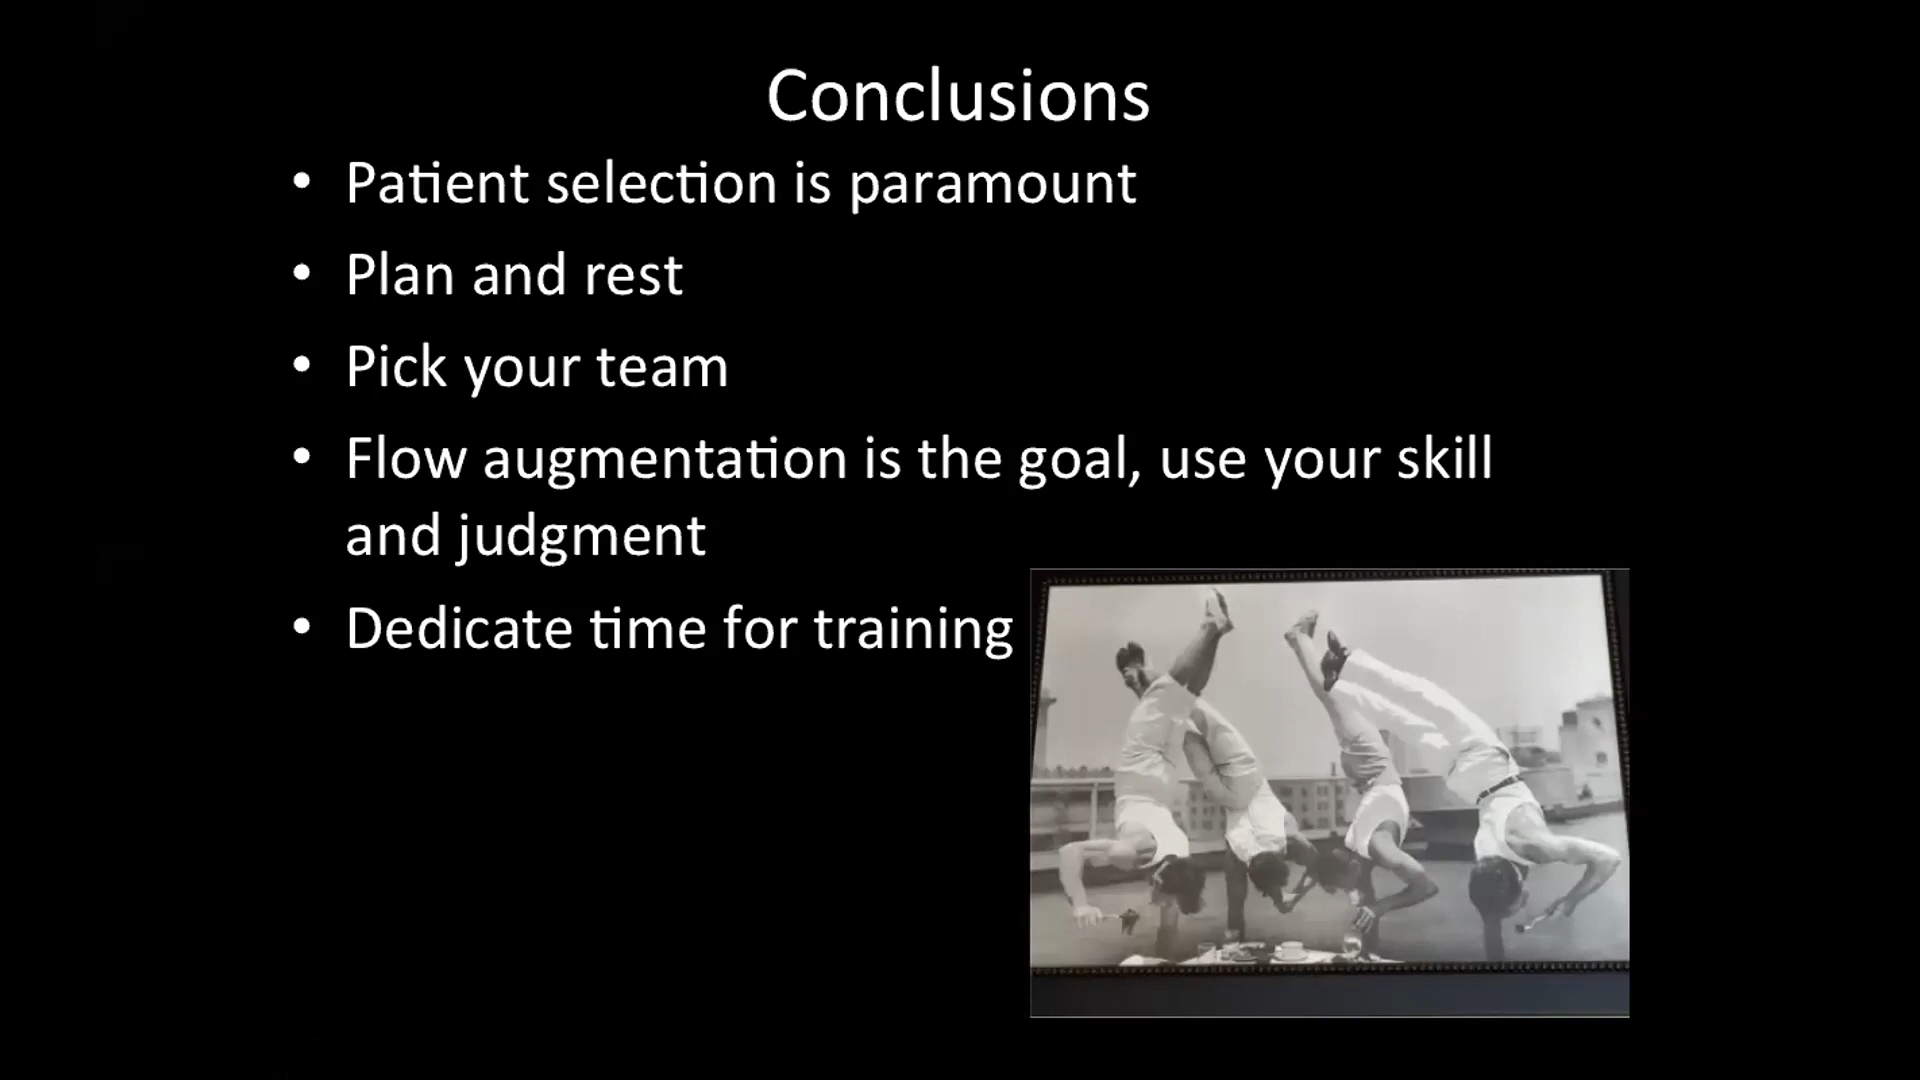 Conclusions
• Patient selection is paramount
• Plan and rest
• Pick your team
• Flow augmentation is the goal, use your skill
and judgment
• Dedicate time for training